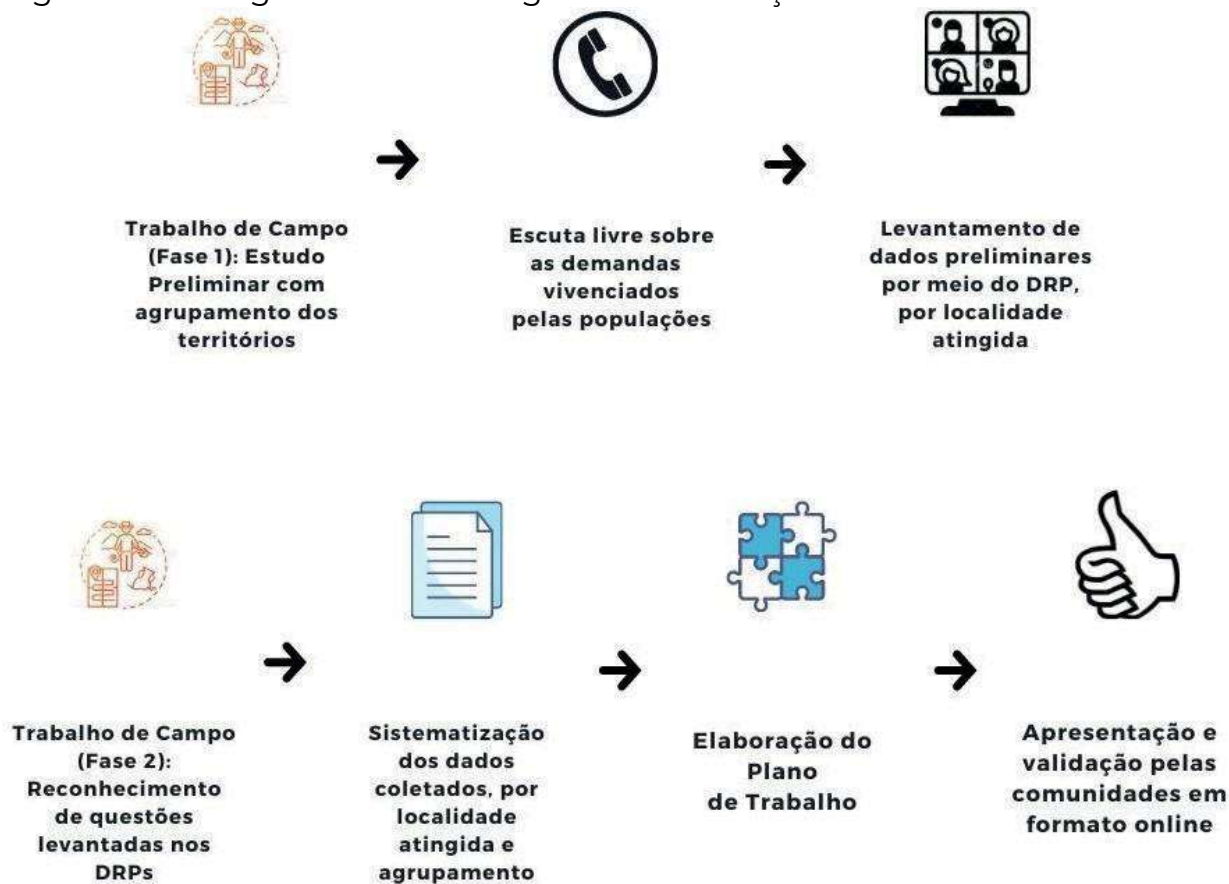 Trabalho de Campo
(Fase 1): Estudo
Preliminar com
agrupamento dos
territórios
Escuta livre sobre
as demandas
vivenciados
pelas populações
Levantamento de
dados preliminares
por meio do DRP,
por localidade
atingida
Trabalho de Campo
(Fase 2):
Reconhecimento
de questões
levantadas nos
DRPs
Sistematização
dos dados
coletados, por
localidade
atingida e
agrupamento
Elaboração do
Plano
de Trabalho
Apresentação e
validação pelas
comunidades em
formato online